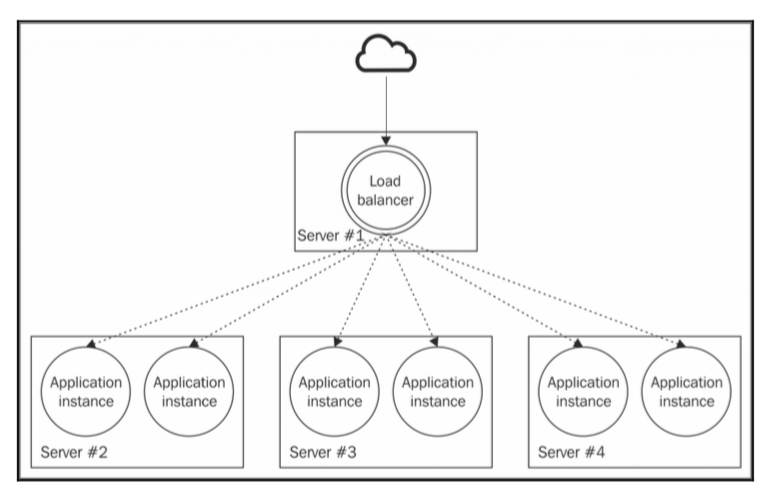 Load
balancer
Server #1
Application
instance
Application
instance
Server #2
Application
instance
Application
instance
Server #3
Application
instance
Application
instance
Server #4